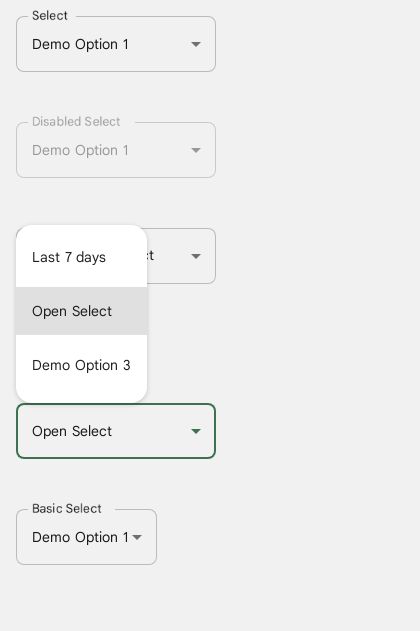 Select
Demo Option 1
Disabled Select
Demo Option 1
Last 7 days
Open Select
Demo Option 3
Open Select
Basic Select
Demo Option 1